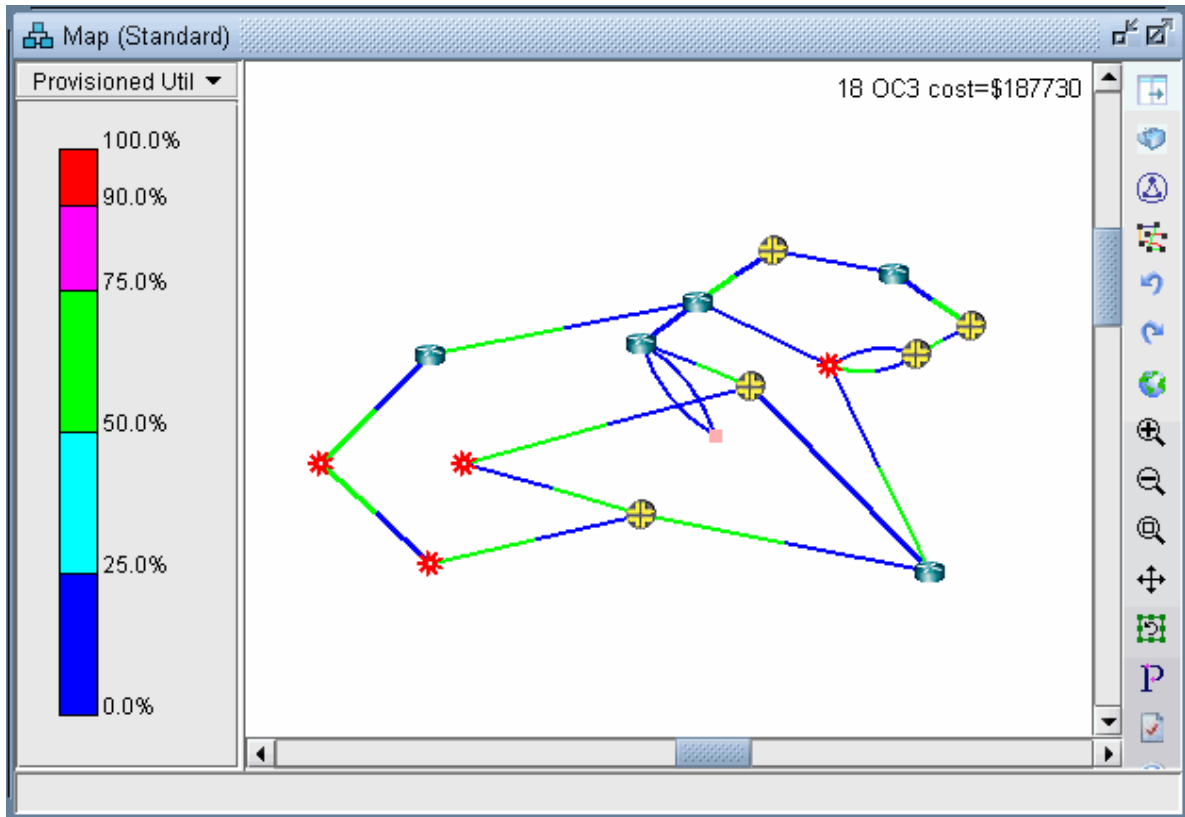 Map (Standard)
Provisioned Util
18 OC3 cost=$187730
100.0%
90.0%
75.0%
50.0%
25.0%
0.0%
P